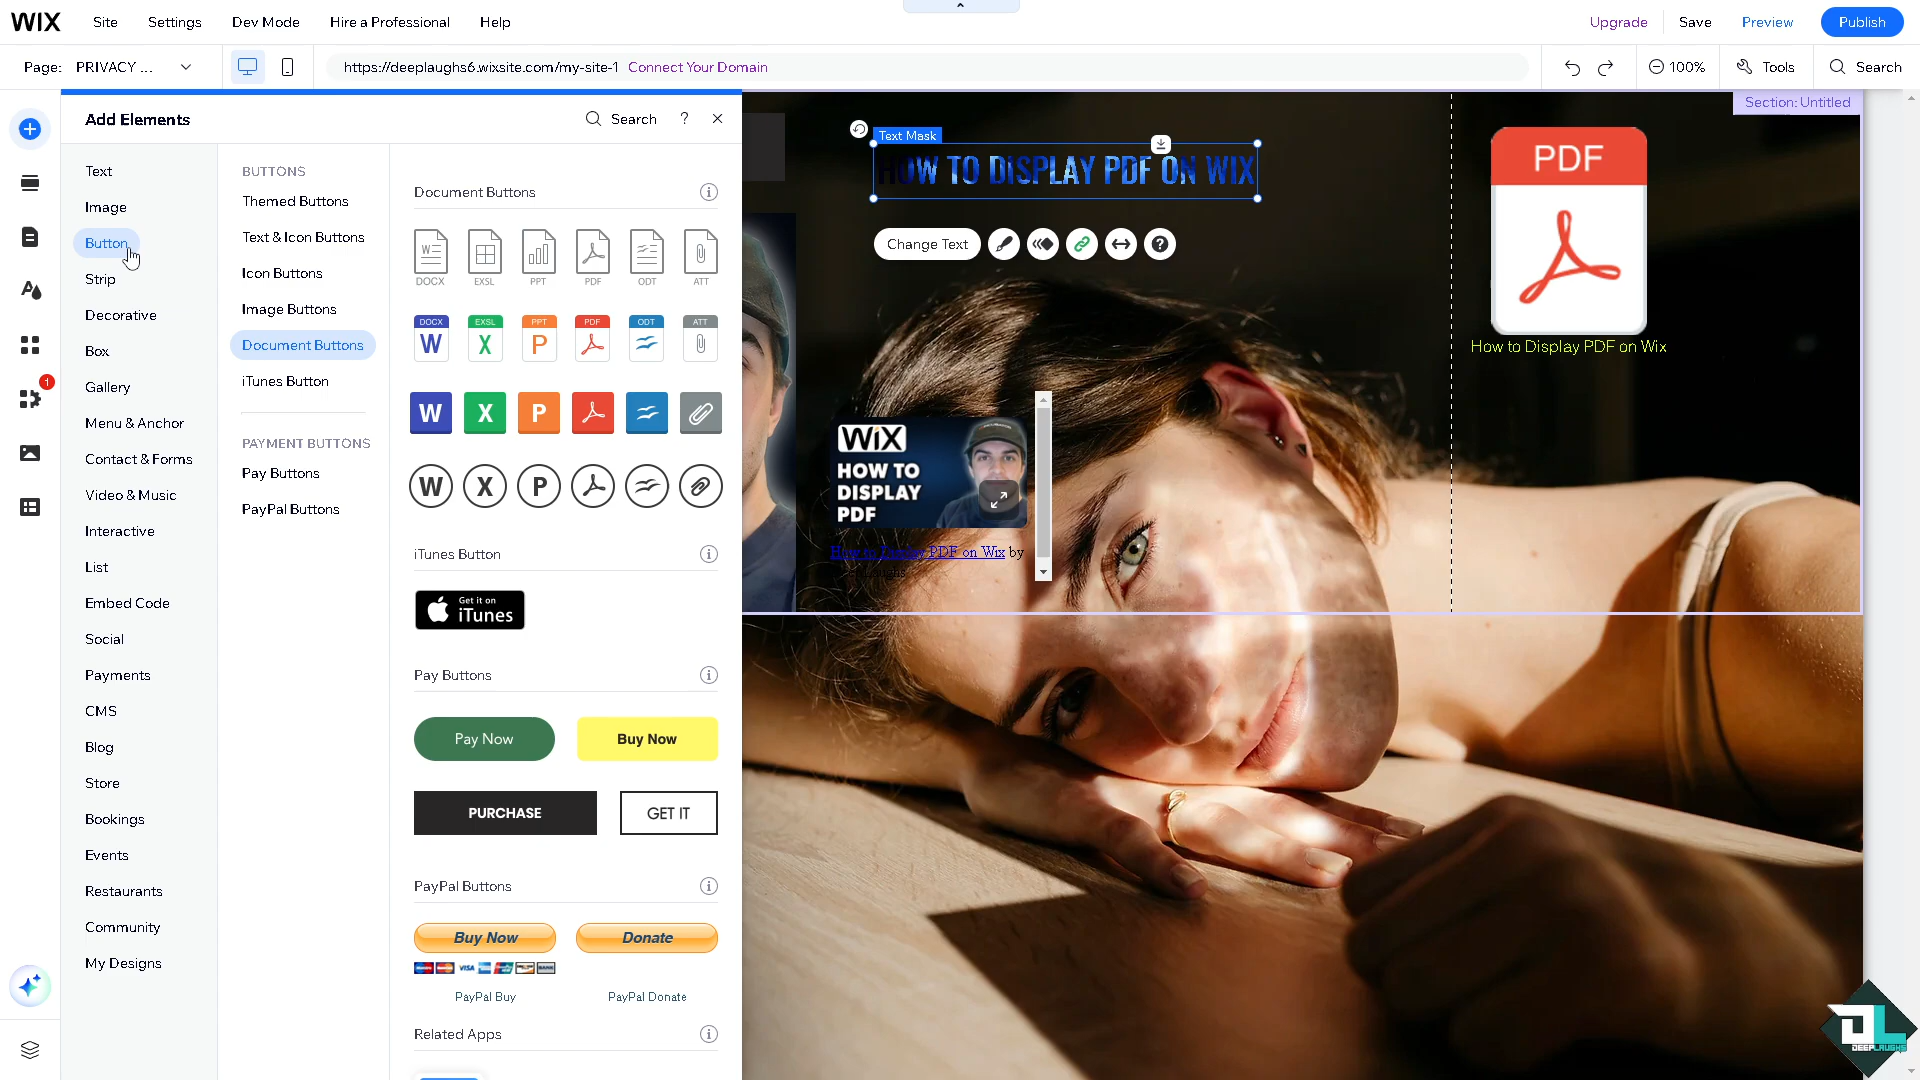 WIX Site Settings Dev Mode Hire a Professional Help Upgrade Save Preview Publish
Page: PRIVACY ... https://deeplaughs6.wixsite.com/my-site-1 Connect Your Domain 100% Tools Search
Add Elements Search ?
Text
Image
Button
Strip
Decorative
Box
Gallery
Menu & Anchor
Contact & Forms
Video & Music
Interactive
List
Embed Code
Social
Payments
CMS
Blog
Store
Bookings
Events
Restaurants
Community
My Designs
1
BUTTONS
Themed Buttons
Text & Icon Buttons
Icon Buttons
Image Buttons
Document Buttons
iTunes Button
PAYMENT BUTTONS
Pay Buttons
PayPal Buttons
Document Buttons
DOCX EXSL PPT PDF ODT ATT
DOCX EXSL PPT PDF ODT ATT
W X P
W X P
W X P
iTunes Button
Get it on
iTunes
Pay Buttons
Pay Now Buy Now
PURCHASE GET IT
PayPal Buttons
Buy Now Donate
VISA
PayPal Buy PayPal Donate
Related Apps
Section: Untitled
Text Mask
HOW TO DISPLAY PDF ON WIX
Change Text
PDF
How to Display PDF on Wix
WiX
HOW TO
DISPLAY
PDF
How to Display PDF on Wix by
DL
DEEPLAUGHS